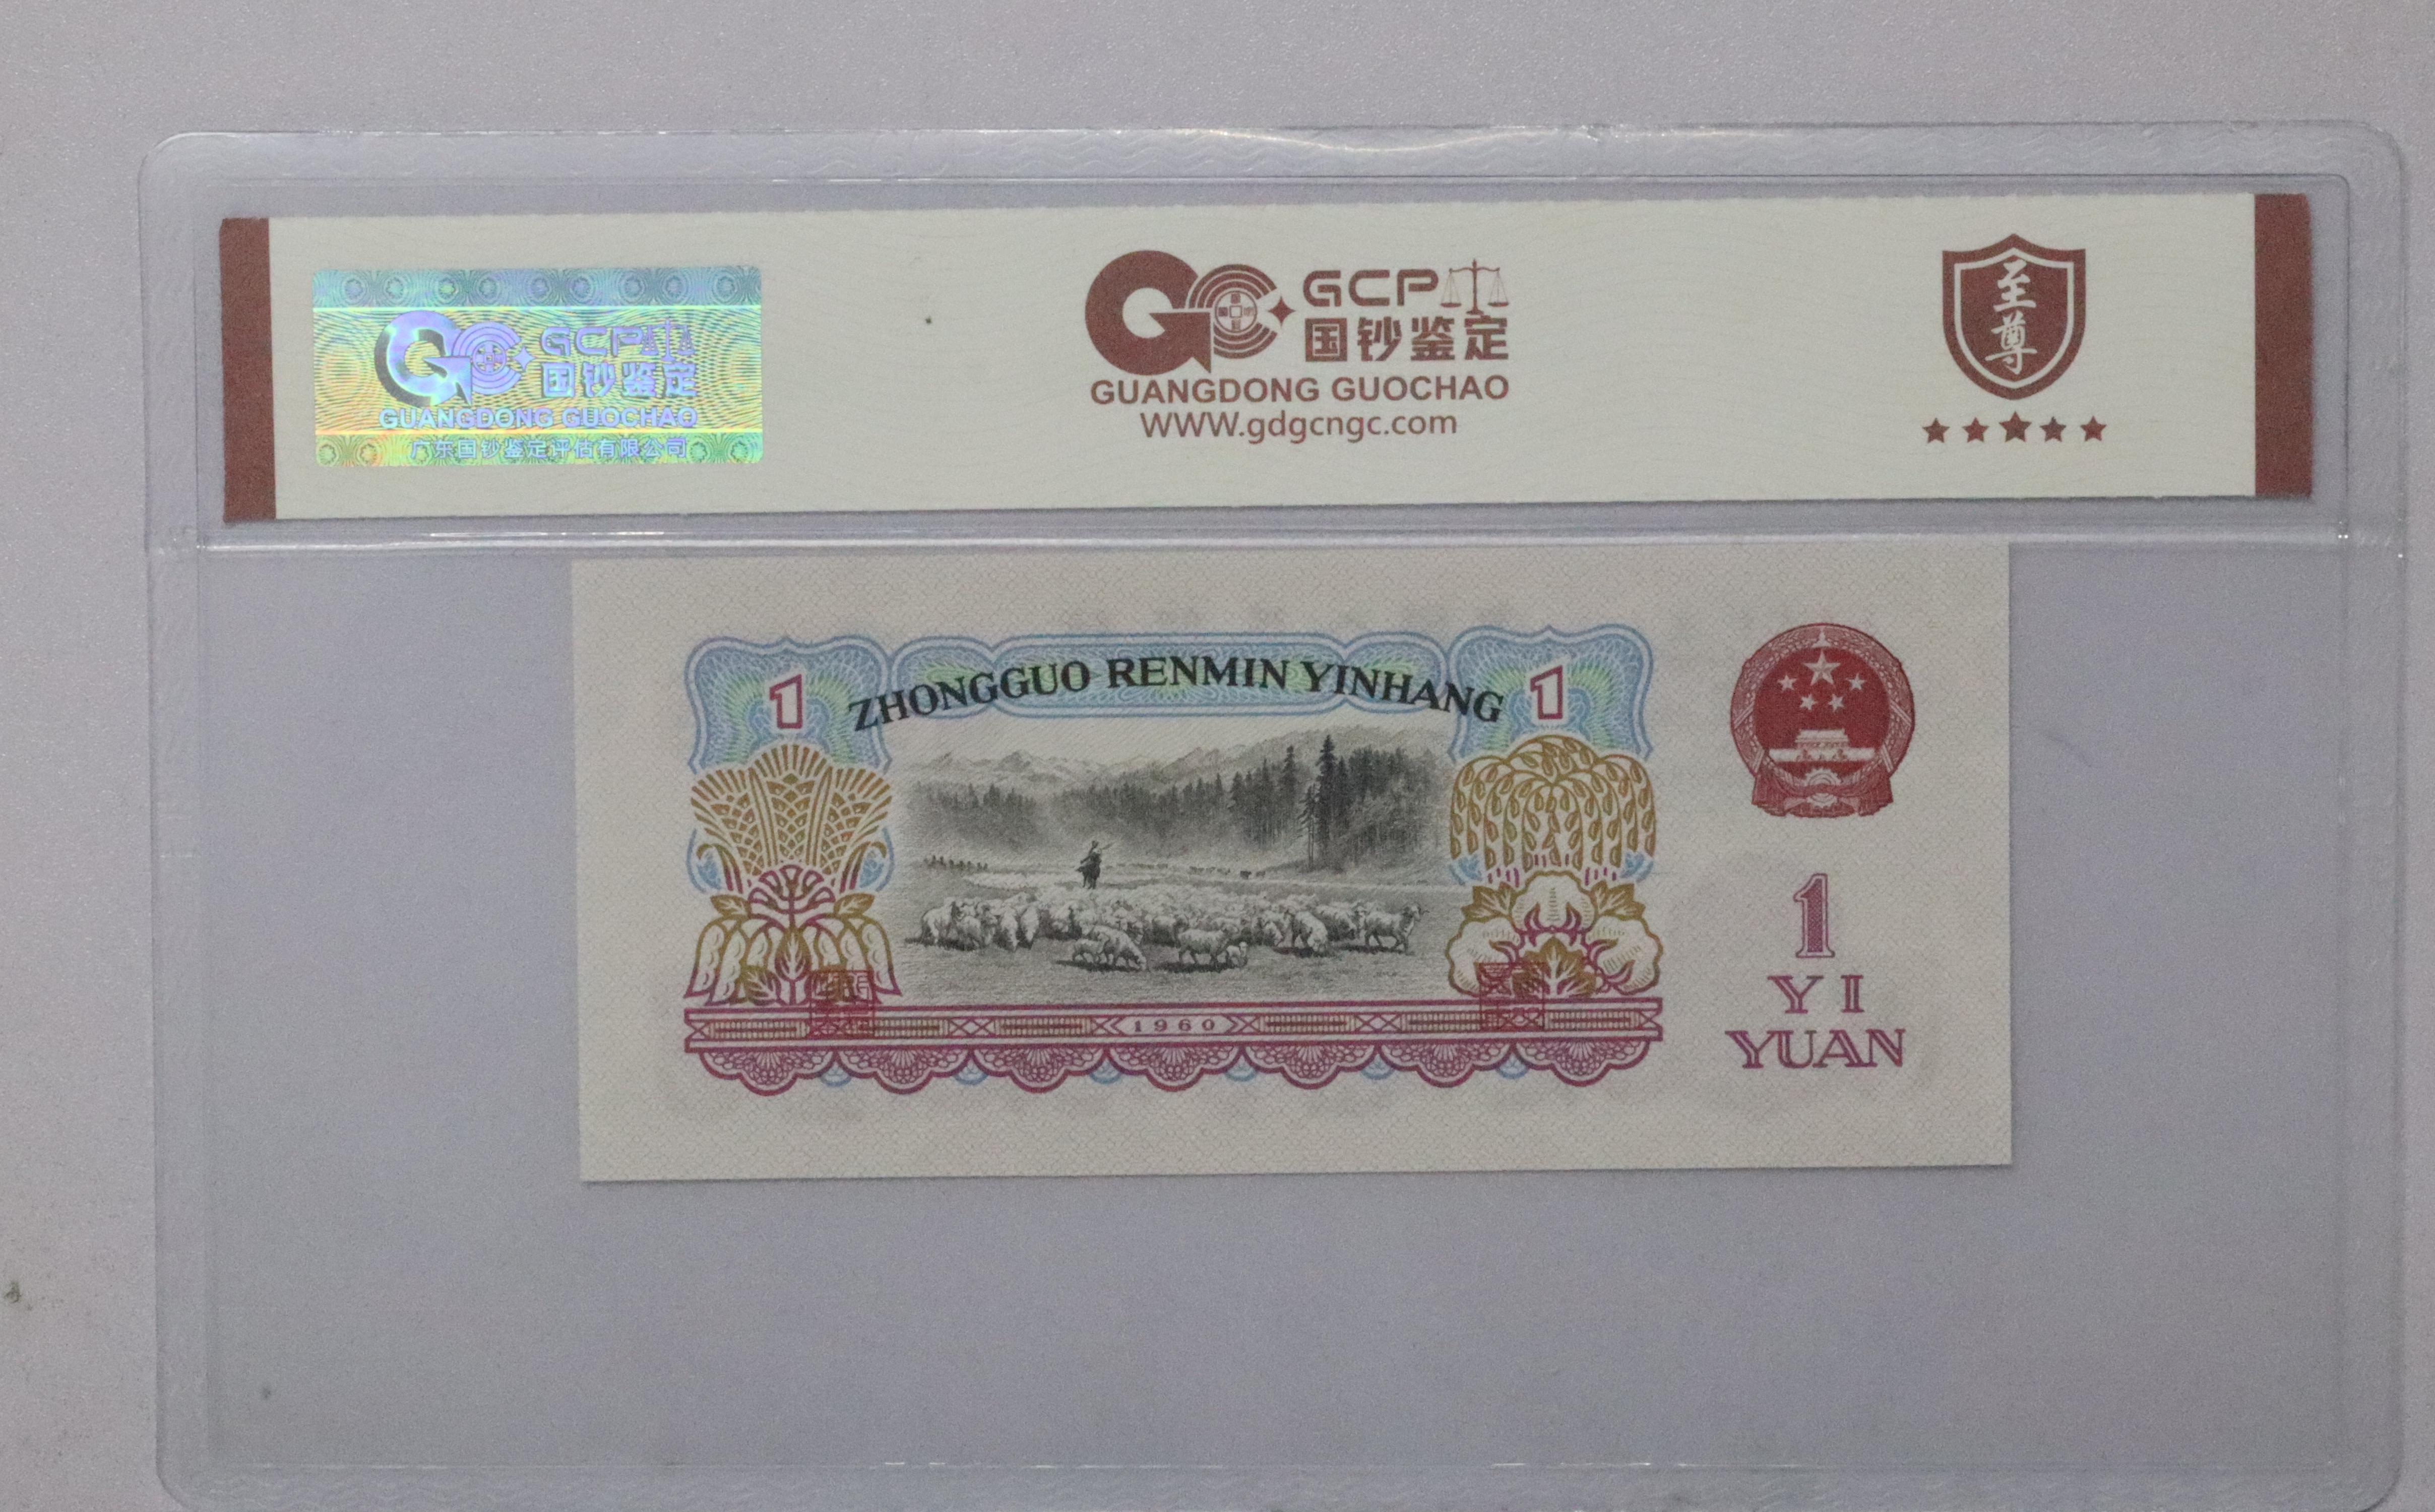 GCP
国钞鉴定
GUANGDONG GUOCHAO
广东国钞鉴定评估有限公司
GCP
国钞鉴定
GUANGDONG GUOCHAO
WWW.gdgcngc.com
至尊
1
ZHONGGUO RENMIN YINHANG
1
1960
1
YI
YUAN